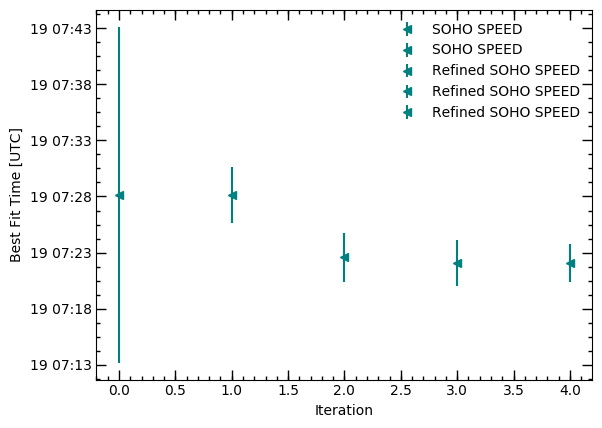 19 07:43
19 07:38
19 07:33
19 07:28
19 07:23
19 07:18
19 07:13
Best Fit Time [UTC]
SOHO SPEED
SOHO SPEED
Refined SOHO SPEED
Refined SOHO SPEED
Refined SOHO SPEED
0.0 0.5 1.0 1.5 2.0 2.5 3.0 3.5 4.0
Iteration